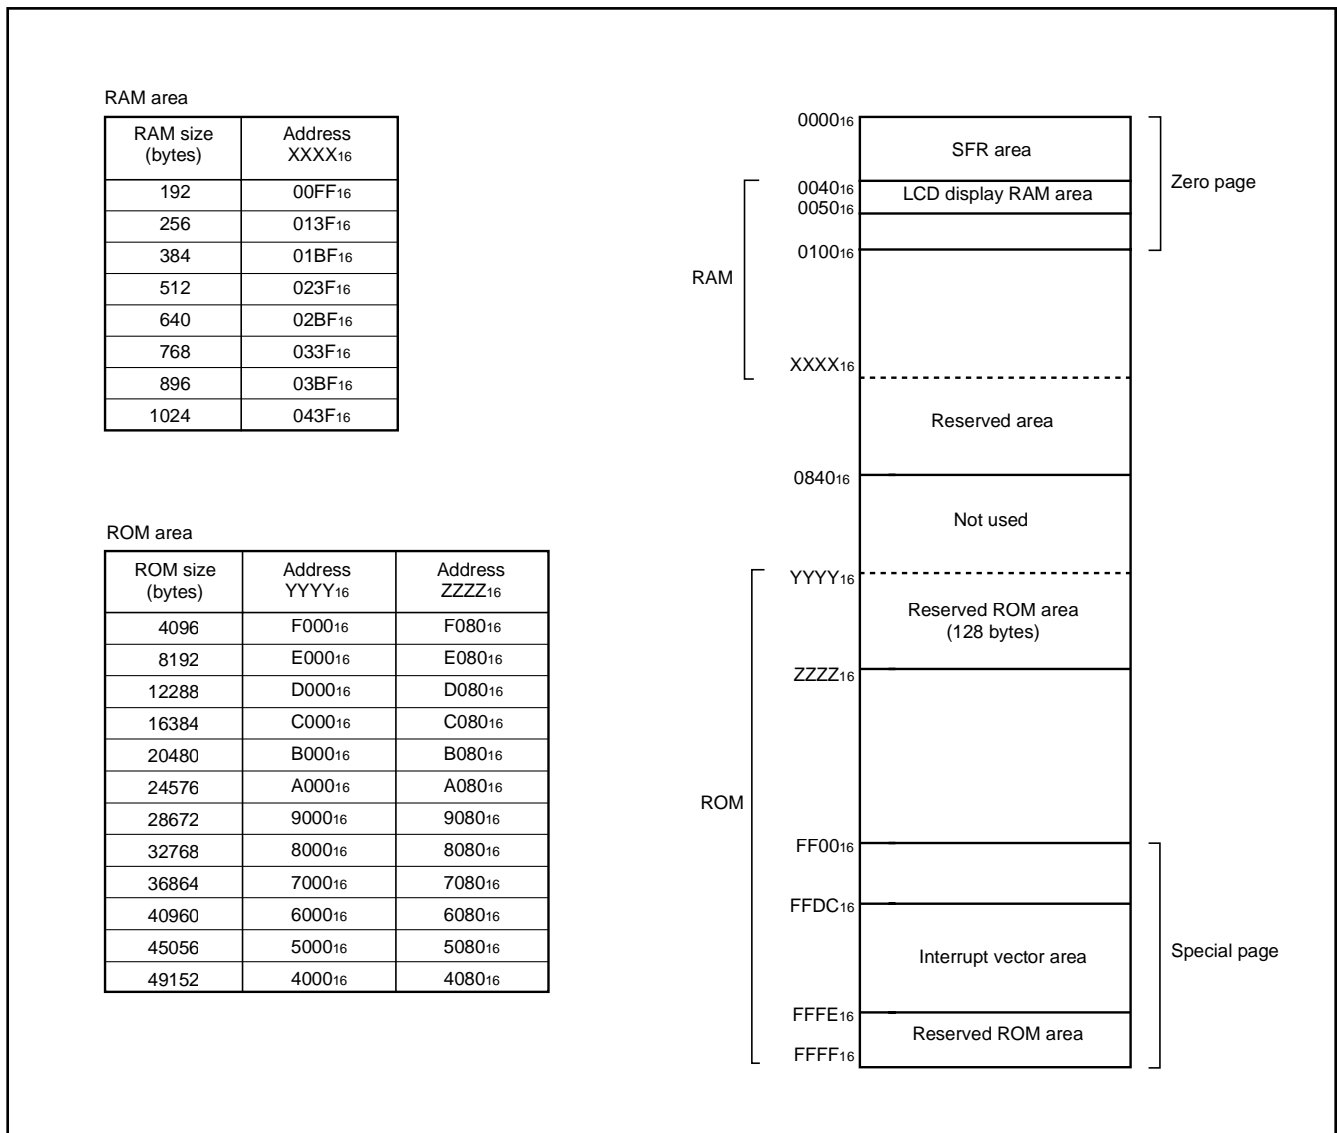 RAM area
RAM size (bytes) Address XXXX16
192 00FF16
256 013F16
384 01BF16
512 023F16
640 02BF16
768 033F16
896 03BF16
1024 043F16
ROM area
ROM size (bytes) Address YYYY16 Address ZZZZ16
4096 F00016 F08016
8192 E00016 E08016
12288 D00016 D08016
16384 C00016 C08016
20480 B00016 B08016
24576 A00016 A08016
28672 900016 908016
32768 800016 808016
36864 700016 708016
40960 600016 608016
45056 500016 508016
49152 400016 408016
000016
SFR area
Zero page
004016
LCD display RAM area
005016
010016
RAM
XXXX16
Reserved area
084016
Not used
YYYY16
Reserved ROM area
(128 bytes)
ZZZZ16
ROM
FF0016
FFDC16
Interrupt vector area
Special page
FFFE16
Reserved ROM area
FFFF16